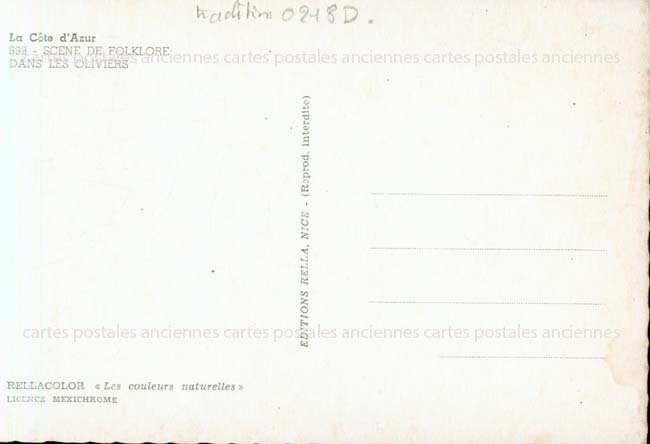 tradition 0248D.
La Côte d'Azur
999 - SCENE DE FOLKLORE
DANS LES OLIVIERS
cartes postales anciennes cartes postales anciennes cartes postales anciennes
EDITIONS RELLA, NICE - (Reprod. interdite)
cartes postales anciennes cartes postales anciennes cartes postales anciennes
RELLACOLOR « Les couleurs naturelles »
LICENCE MEXICHROME